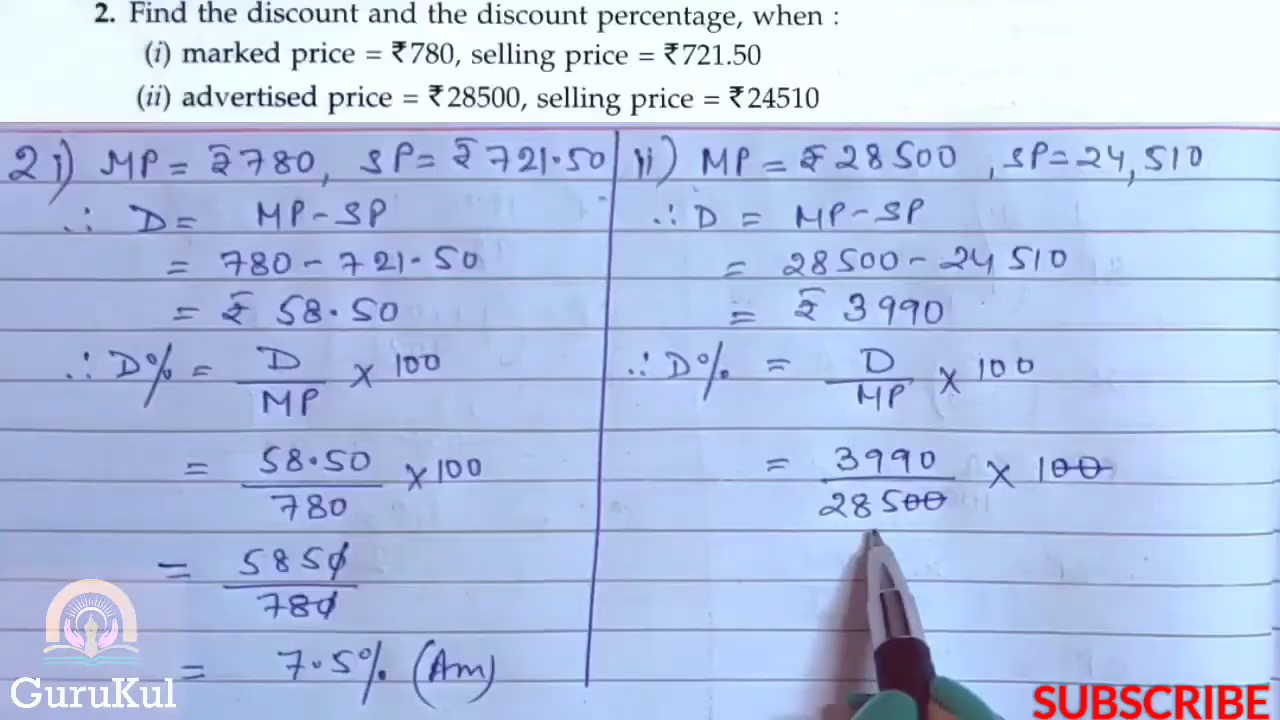 2. Find the discount and the discount percentage, when :
(i) marked price = ₹780, selling price = ₹721.50
(ii) advertised price = ₹28500, selling price = ₹24510
2 i) MP = ₹780, SP = ₹721.50
∴ D = MP - SP
= 780 - 721.50
= ₹ 58.50
∴ D% = D/MP × 100
= 58.50/780 × 100
= 5850/780
= 7.5% (Ans)
ii) MP = ₹28500, SP = 24,510
∴ D = MP - SP
= 28500 - 24510
= ₹ 3990
∴ D% = D/MP × 100
= 3990/28500 × 100
GuruKul
SUBSCRIBE